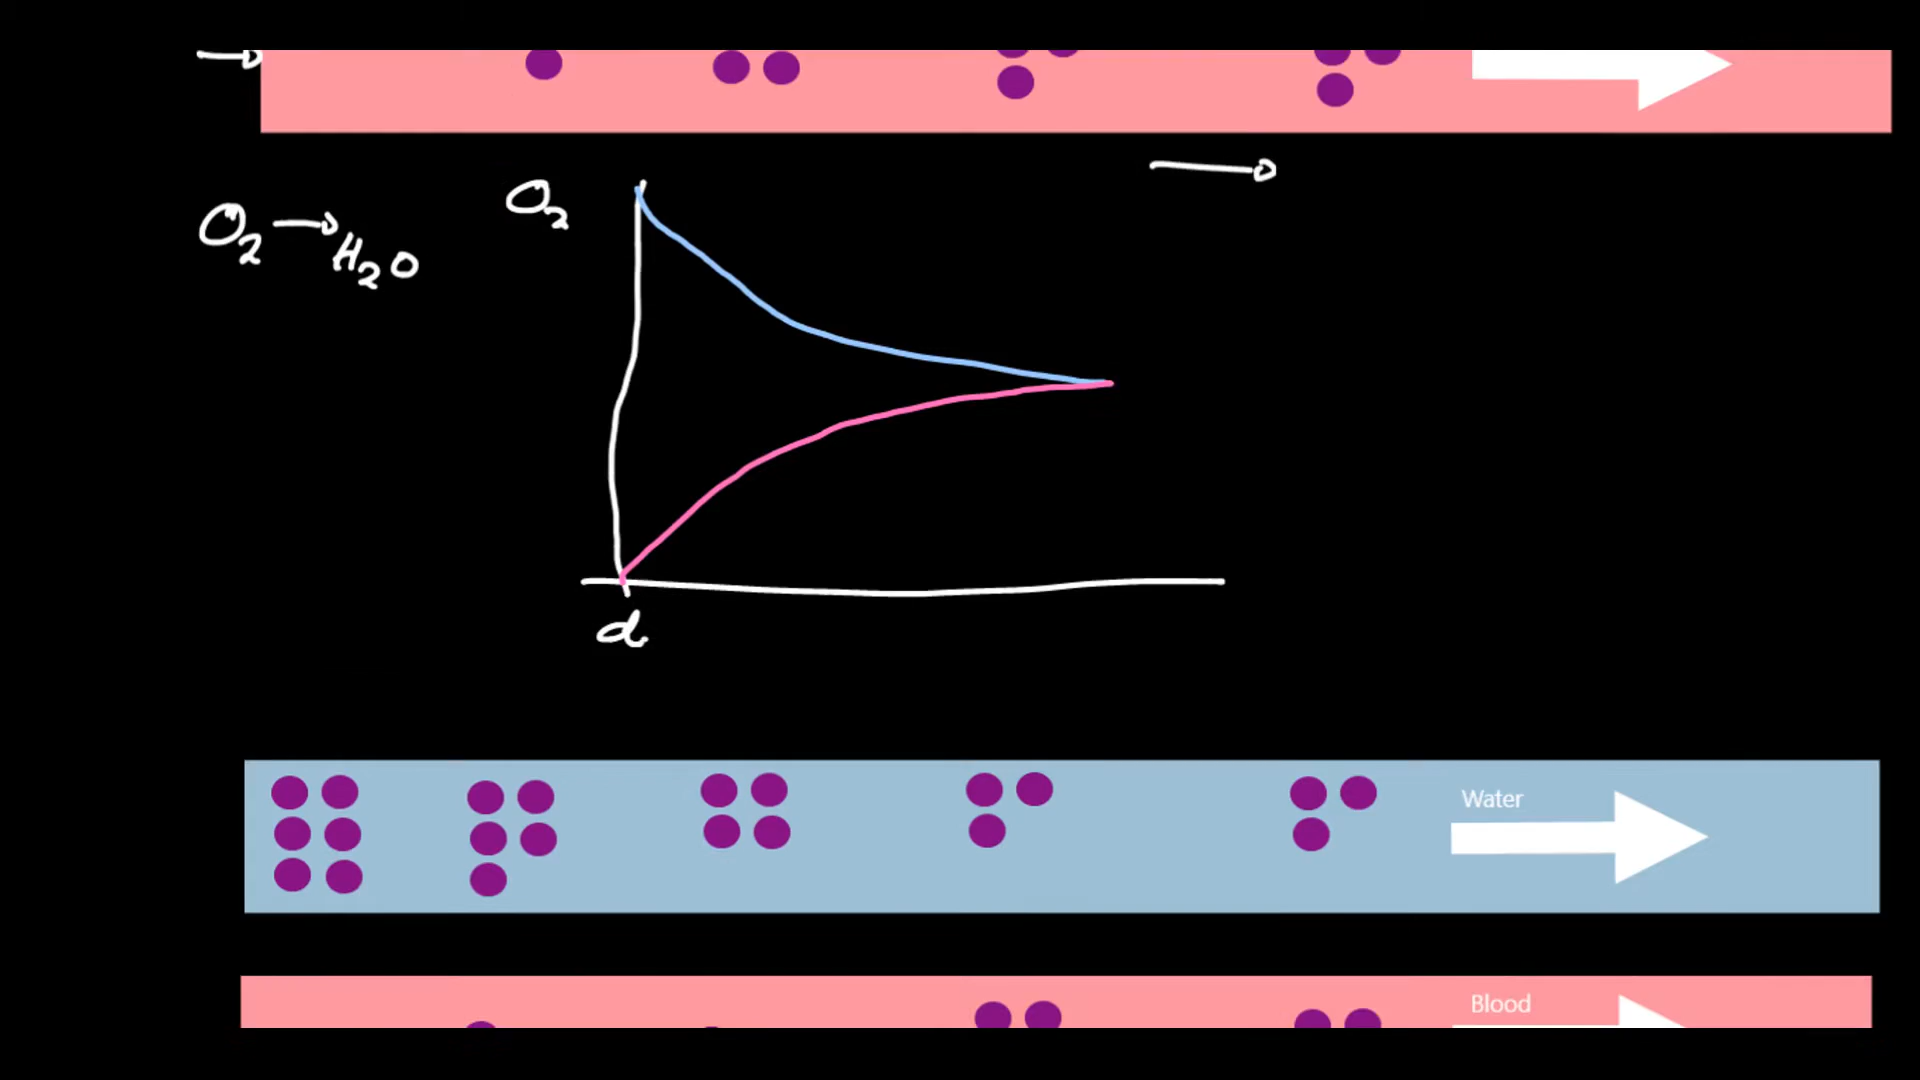 O₂ → H₂O
O₂
d
Water
Blood